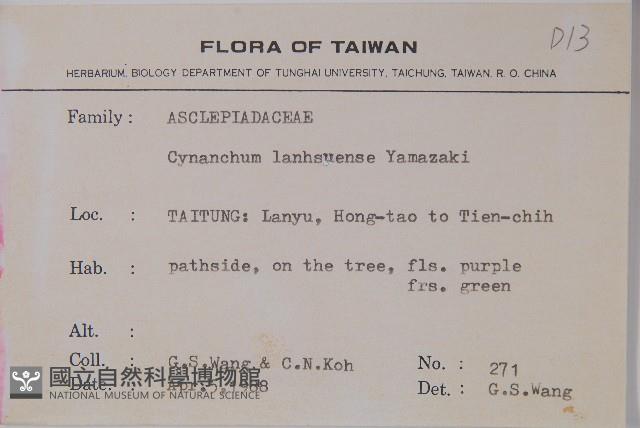 D13
FLORA OF TAIWAN
HERBARIUM, BIOLOGY DEPARTMENT OF TUNGHAI UNIVERSITY, TAICHUNG, TAIWAN, R. O. CHINA
Family : ASCLEPIADACEAE
Cynanchum lanhsuense Yamazaki
Loc. : TAITUNG: Lanyu, Hong-tao to Tien-chih
Hab. : pathside, on the tree, fls. purple
frs. green
Alt. :
Coll. : G.S.Wang & C.N.Koh No. : 271
國立自然科學博物館
Date: Apr. Det. : G.S.Wang
NATIONAL MUSEUM OF NATURAL SCIENCE